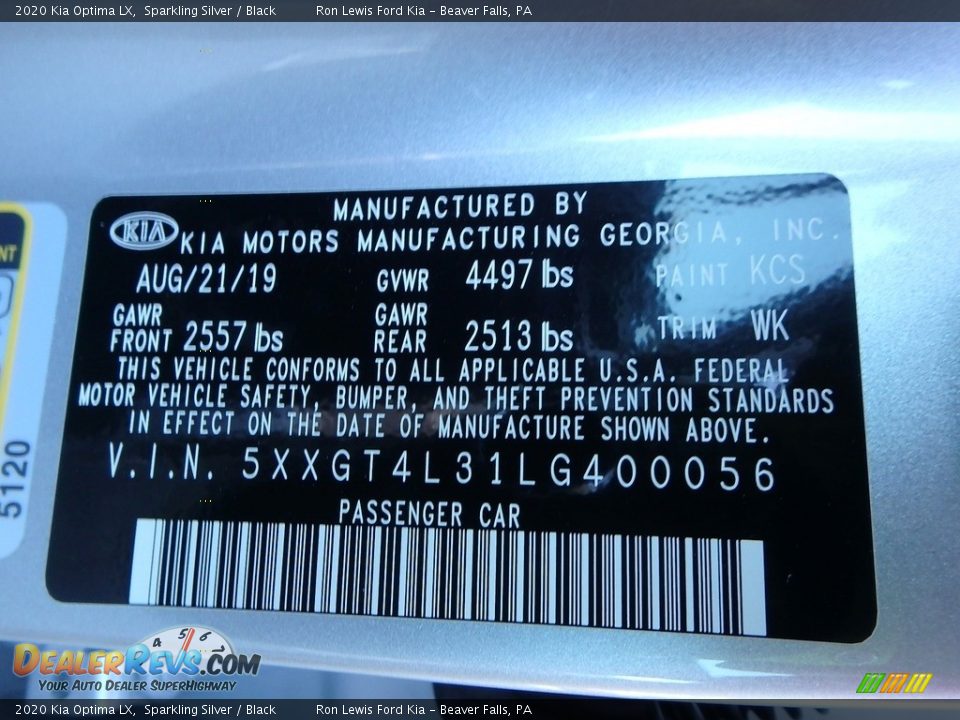 2020 Kia Optima LX, Sparkling Silver / Black Ron Lewis Ford Kia - Beaver Falls, PA
MANUFACTURED BY
KIA KIA MOTORS MANUFACTURING GEORGIA, INC.
AUG/21/19 GVWR 4497 lbs PAINT KCS
GAWR FRONT 2557 lbs GAWR REAR 2513 lbs TRIM WK
THIS VEHICLE CONFORMS TO ALL APPLICABLE U.S.A. FEDERAL
MOTOR VEHICLE SAFETY, BUMPER, AND THEFT PREVENTION STANDARDS
IN EFFECT ON THE DATE OF MANUFACTURE SHOWN ABOVE.
V.I.N. 5XXGT4L31LG400056
PASSENGER CAR
5120
4 5 6
DEALERREVS.COM
YOUR AUTO DEALER SUPERHIGHWAY
2020 Kia Optima LX, Sparkling Silver / Black Ron Lewis Ford Kia - Beaver Falls, PA